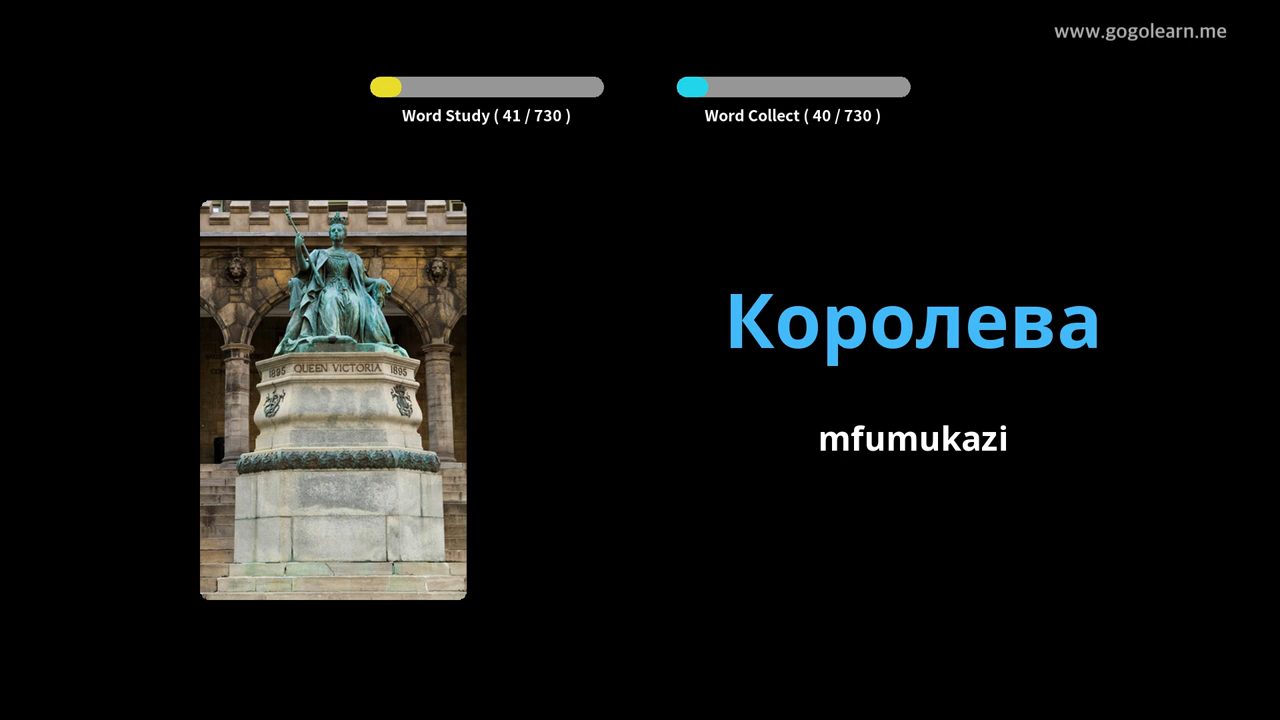 www.gogolearn.me
Word Study ( 41 / 730 )
Word Collect ( 40 / 730 )
1895 QUEEN VICTORIA 1895
Королева
mfumukazi